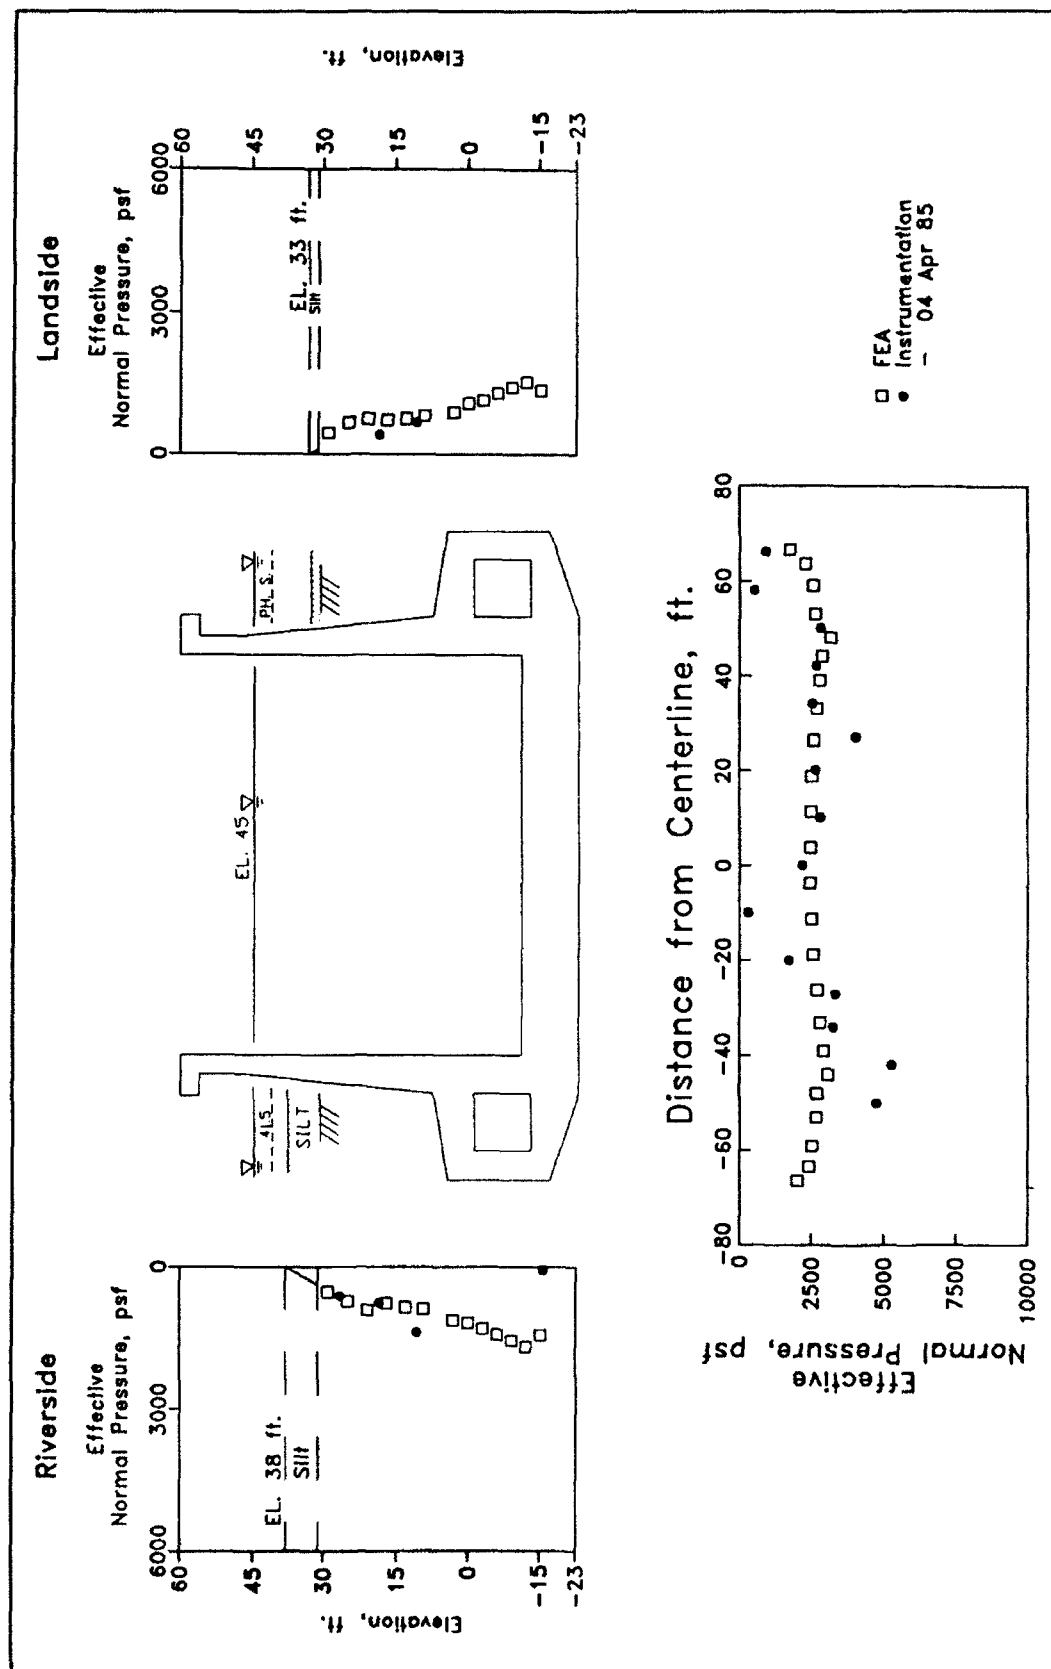 Riverside
Effective
Normal Pressure, psf
6000
3000
0
60
45
30
15
0
-15
-23
Elevation, ft.
EL. 38 ft.
Silt
EL. 45
SILT
Landside
Effective
Normal Pressure, psf
0
3000
6000
60
45
30
15
0
-15
-23
Elevation, ft.
EL. 33 ft.
Silt
Distance from Centerline, ft.
-80
-60
-40
-20
0
20
40
60
80
0
2500
5000
7500
10000
Effective
Normal Pressure, psf
FEA
Instrumentation
- 04 Apr 85